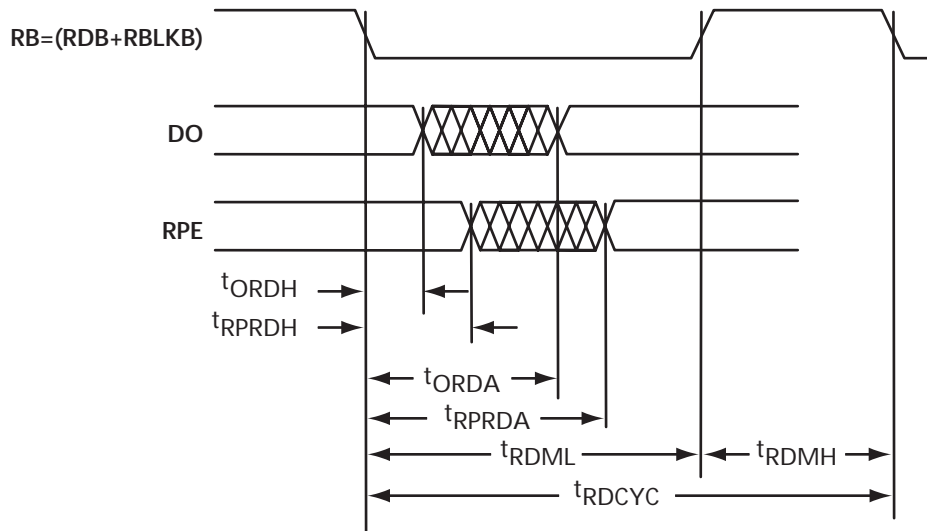 RB=(RDB+RBLKB)
DO
RPE
tORDH
tRPRDH
tORDA
tRPRDA
tRDML
tRDMH
tRDCYC